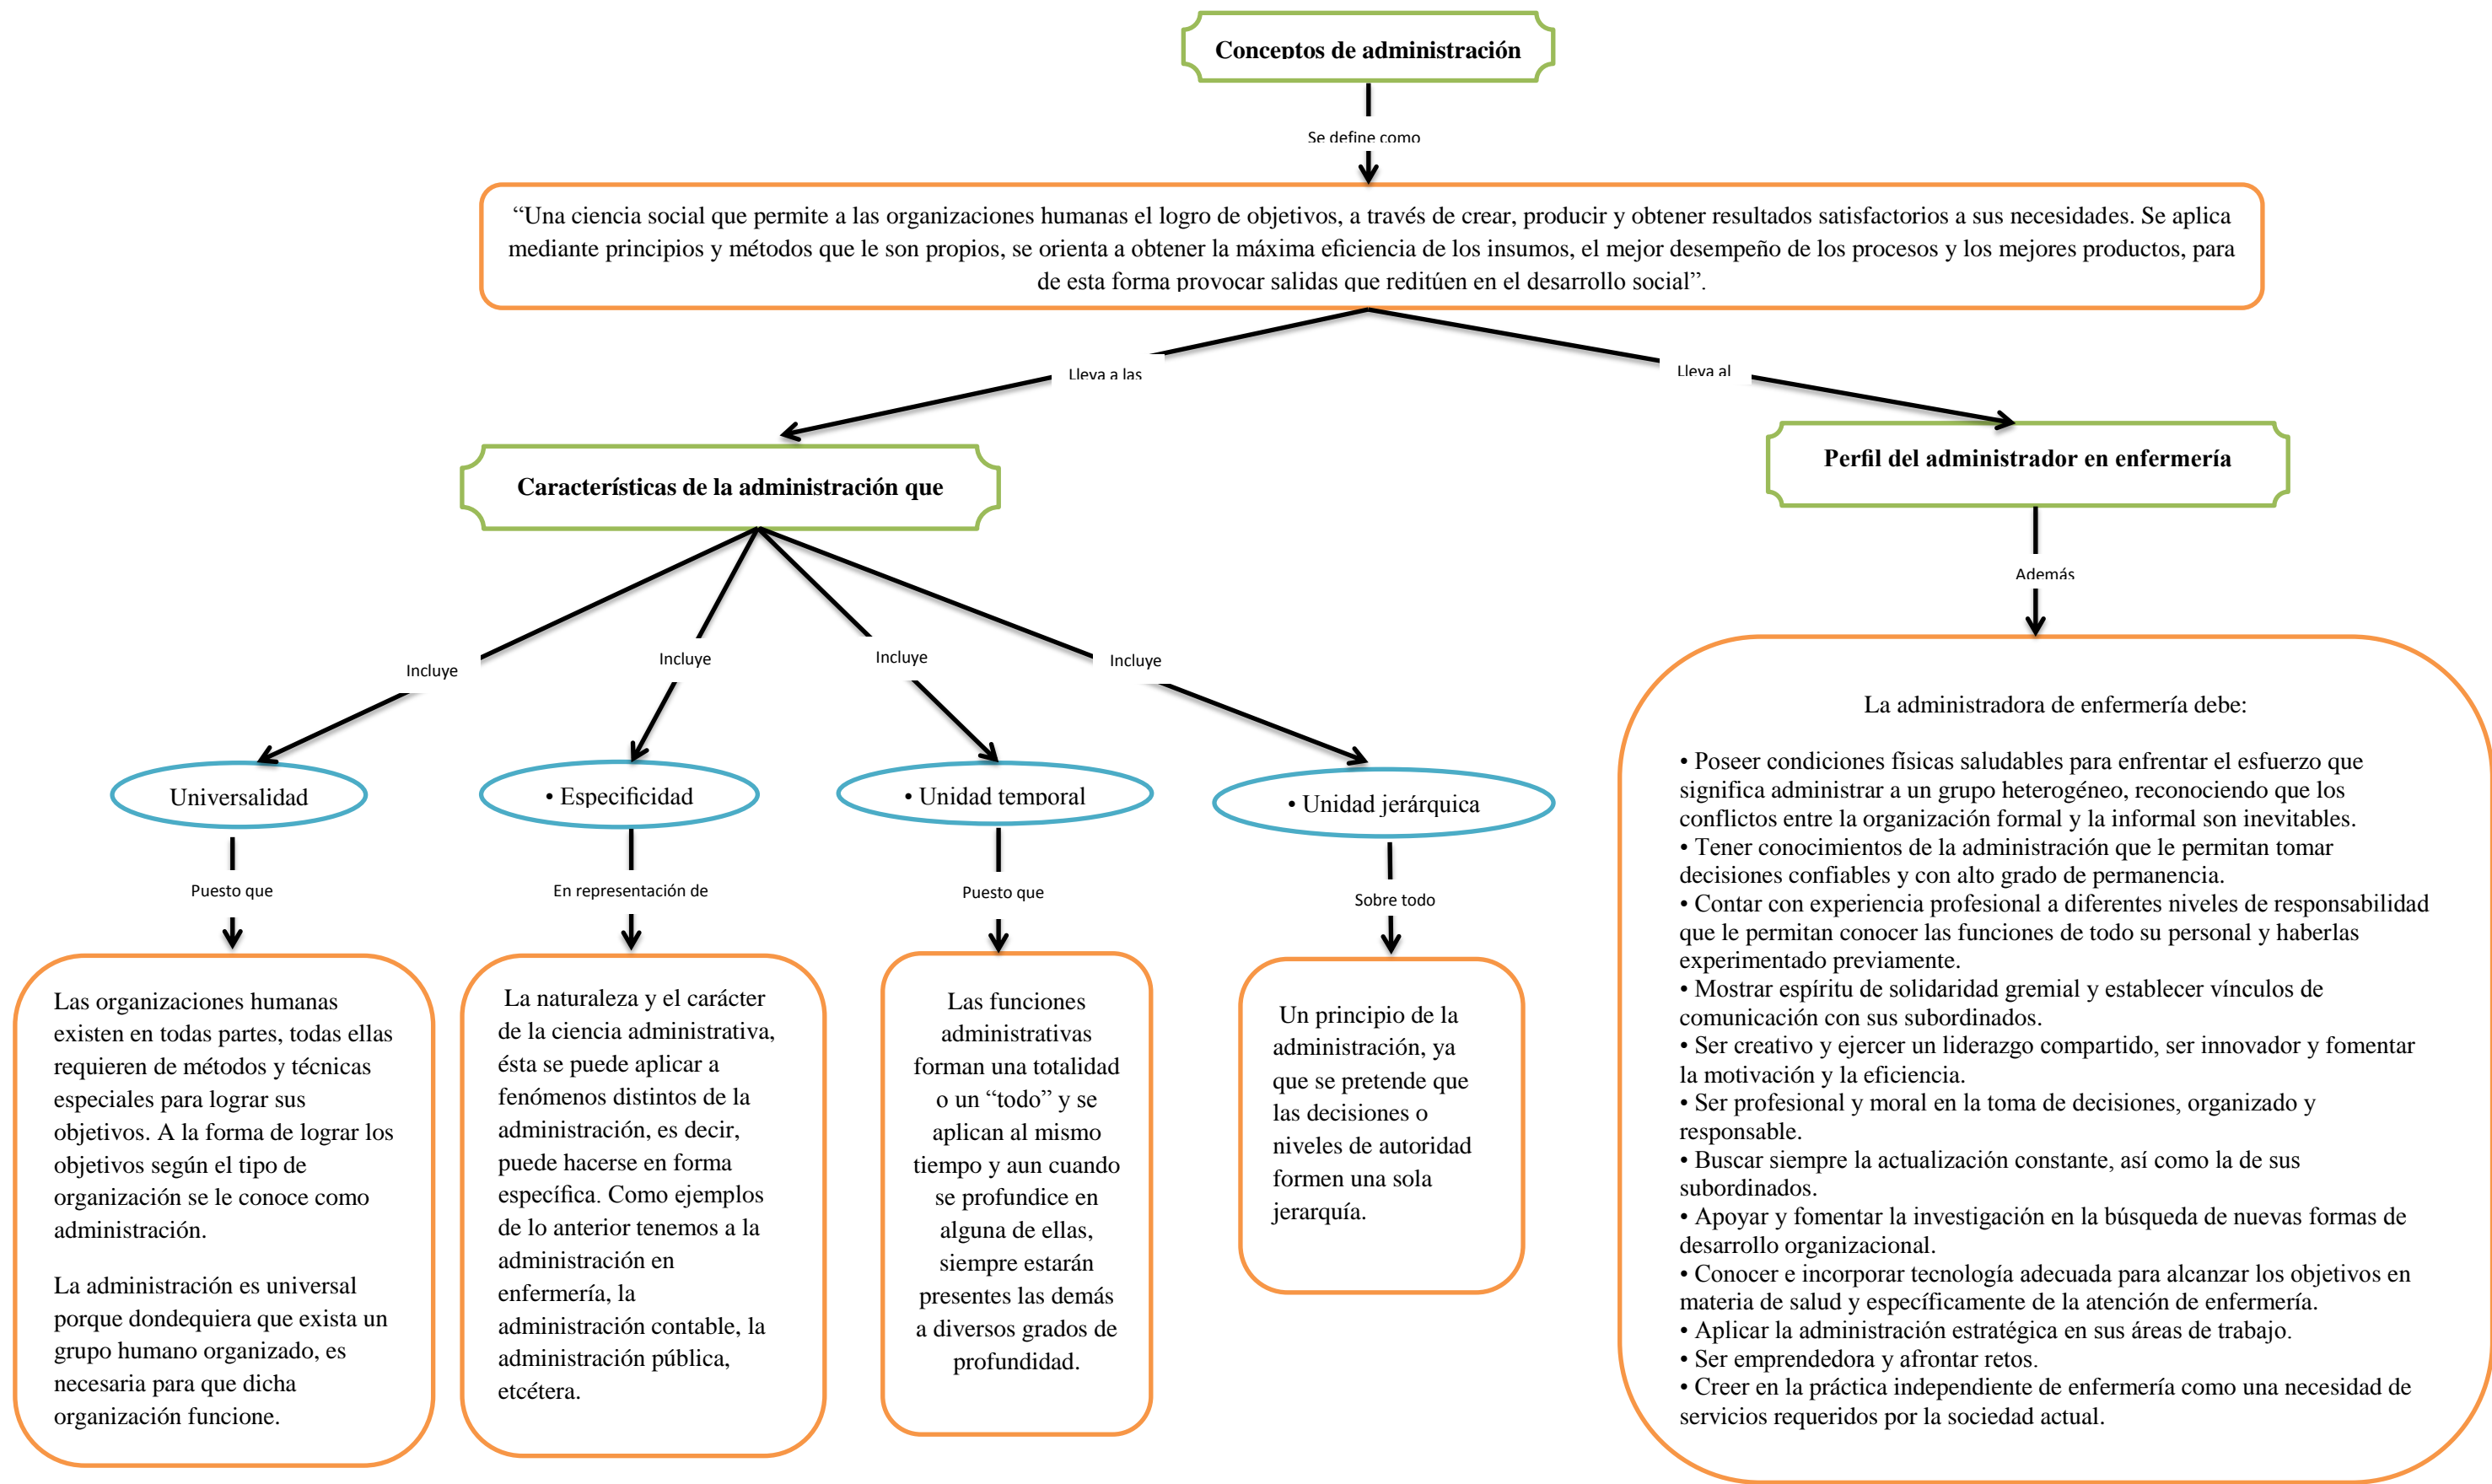 Conceptos de administración
Se define como
“Una ciencia social que permite a las organizaciones humanas el logro de objetivos, a través de crear, producir y obtener resultados satisfactorios a sus necesidades. Se aplica
mediante principios y métodos que le son propios, se orienta a obtener la máxima eficiencia de los insumos, el mejor desempeño de los procesos y los mejores productos, para
de esta forma provocar salidas que reditúen en el desarrollo social”.
Lleva a las
Lleva al
Características de la administración que
Perfil del administrador en enfermería
Además
Incluye
Incluye
Incluye
Incluye
Universalidad
• Especificidad
• Unidad temporal
• Unidad jerárquica
Puesto que
En representación de
Puesto que
Sobre todo
Las organizaciones humanas
existen en todas partes, todas ellas
requieren de métodos y técnicas
especiales para lograr sus
objetivos. A la forma de lograr los
objetivos según el tipo de
organización se le conoce como
administración.
La administración es universal
porque dondequiera que exista un
grupo humano organizado, es
necesaria para que dicha
organización funcione.
La naturaleza y el carácter
de la ciencia administrativa,
ésta se puede aplicar a
fenómenos distintos de la
administración, es decir,
puede hacerse en forma
específica. Como ejemplos
de lo anterior tenemos a la
administración en
enfermería, la
administración contable, la
administración pública,
etcétera.
Las funciones
administrativas
forman una totalidad
o un “todo” y se
aplican al mismo
tiempo y aun cuando
se profundice en
alguna de ellas,
siempre estarán
presentes las demás
a diversos grados de
profundidad.
Un principio de la
administración, ya
que se pretende que
las decisiones o
niveles de autoridad
formen una sola
jerarquía.
La administradora de enfermería debe:
• Poseer condiciones físicas saludables para enfrentar el esfuerzo que
significa administrar a un grupo heterogéneo, reconociendo que los
conflictos entre la organización formal y la informal son inevitables.
• Tener conocimientos de la administración que le permitan tomar
decisiones confiables y con alto grado de permanencia.
• Contar con experiencia profesional a diferentes niveles de responsabilidad
que le permitan conocer las funciones de todo su personal y haberlas
experimentado previamente.
• Mostrar espíritu de solidaridad gremial y establecer vínculos de
comunicación con sus subordinados.
• Ser creativo y ejercer un liderazgo compartido, ser innovador y fomentar
la motivación y la eficiencia.
• Ser profesional y moral en la toma de decisiones, organizado y
responsable.
• Buscar siempre la actualización constante, así como la de sus
subordinados.
• Apoyar y fomentar la investigación en la búsqueda de nuevas formas de
desarrollo organizacional.
• Conocer e incorporar tecnología adecuada para alcanzar los objetivos en
materia de salud y específicamente de la atención de enfermería.
• Aplicar la administración estratégica en sus áreas de trabajo.
• Ser emprendedora y afrontar retos.
• Creer en la práctica independiente de enfermería como una necesidad de
servicios requeridos por la sociedad actual.